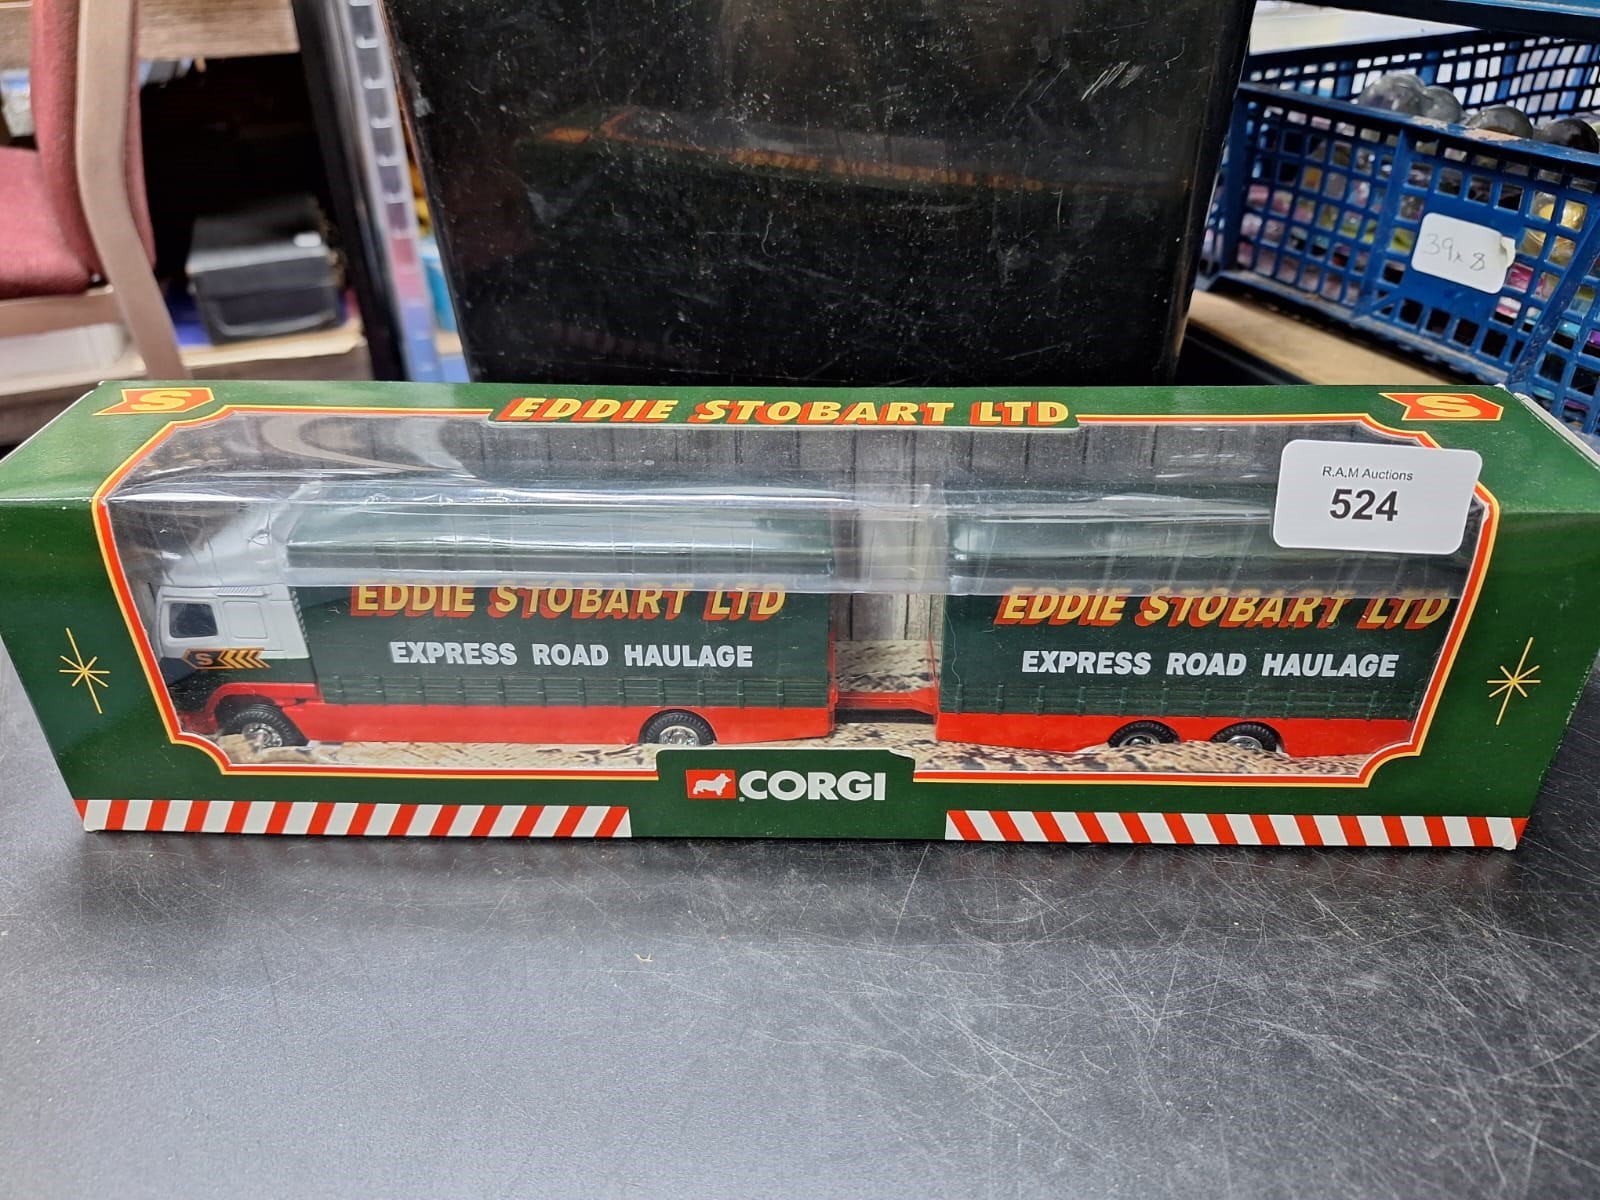 S
EDDIE STOBART LTD
S
R.A.M Auctions
524
EDDIE STOBART LTD
EXPRESS ROAD HAULAGE
EDDIE STOBART LTD
EXPRESS ROAD HAULAGE
S
CORGI
39x8